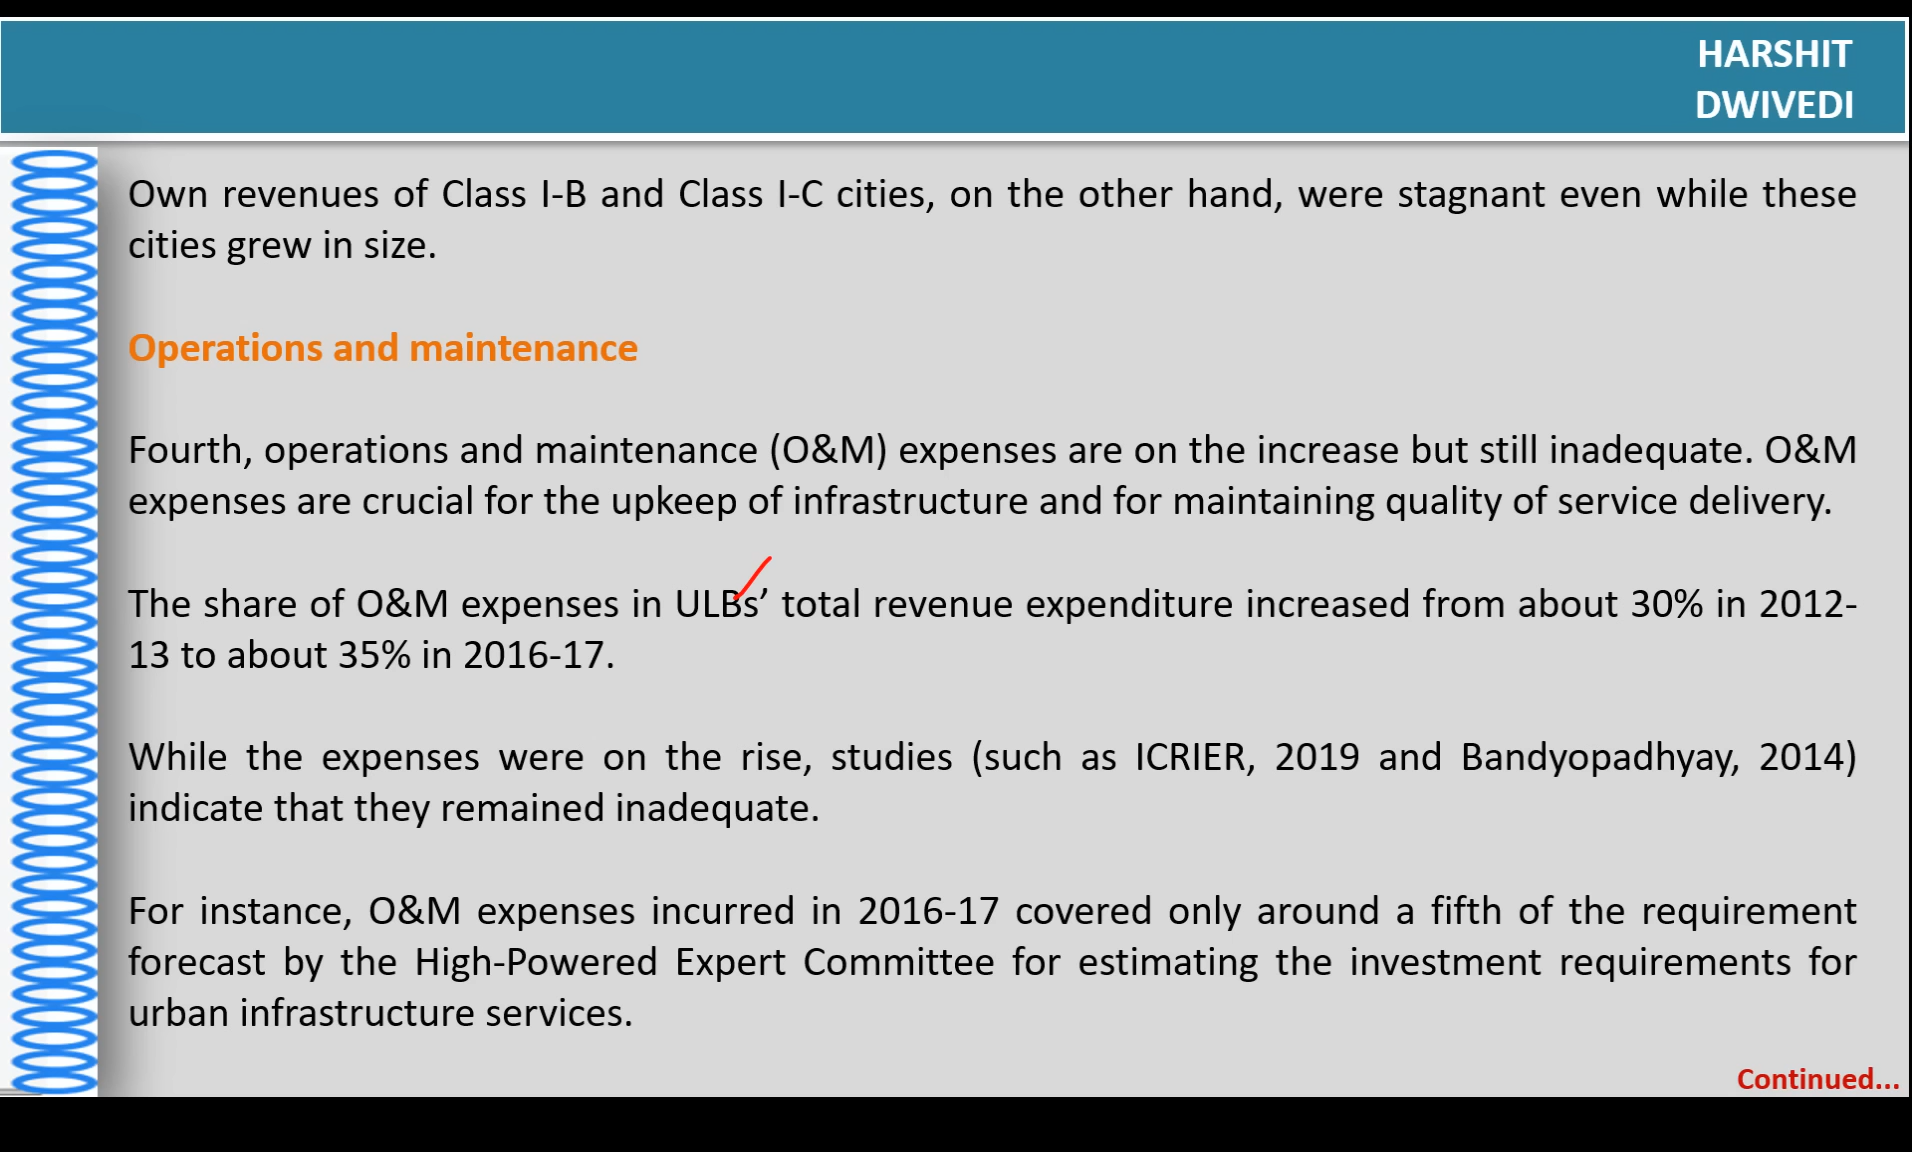 HARSHIT
DWIVEDI
Own revenues of Class I-B and Class I-C cities, on the other hand, were stagnant even while these
cities grew in size.
Operations and maintenance
Fourth, operations and maintenance (O&M) expenses are on the increase but still inadequate. O&M
expenses are crucial for the upkeep of infrastructure and for maintaining quality of service delivery.
The share of O&M expenses in ULBs’ total revenue expenditure increased from about 30% in 2012-
13 to about 35% in 2016-17.
While the expenses were on the rise, studies (such as ICRIER, 2019 and Bandyopadhyay, 2014)
indicate that they remained inadequate.
For instance, O&M expenses incurred in 2016-17 covered only around a fifth of the requirement
forecast by the High-Powered Expert Committee for estimating the investment requirements for
urban infrastructure services.
Continued...